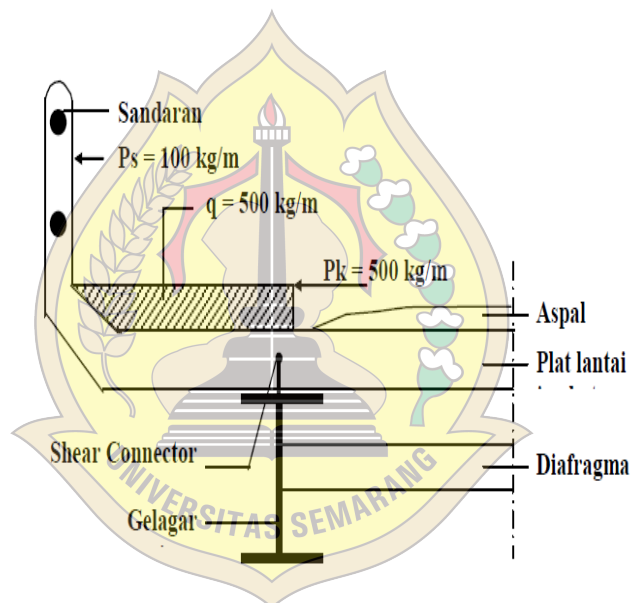 Sandaran
Ps = 100 kg/m
q = 500 kg/m
Pk = 500 kg/m
Aspal
Plat lantai
Shear Connector
Diafragma
Gelagar
UNIVERSITAS SEMARANG